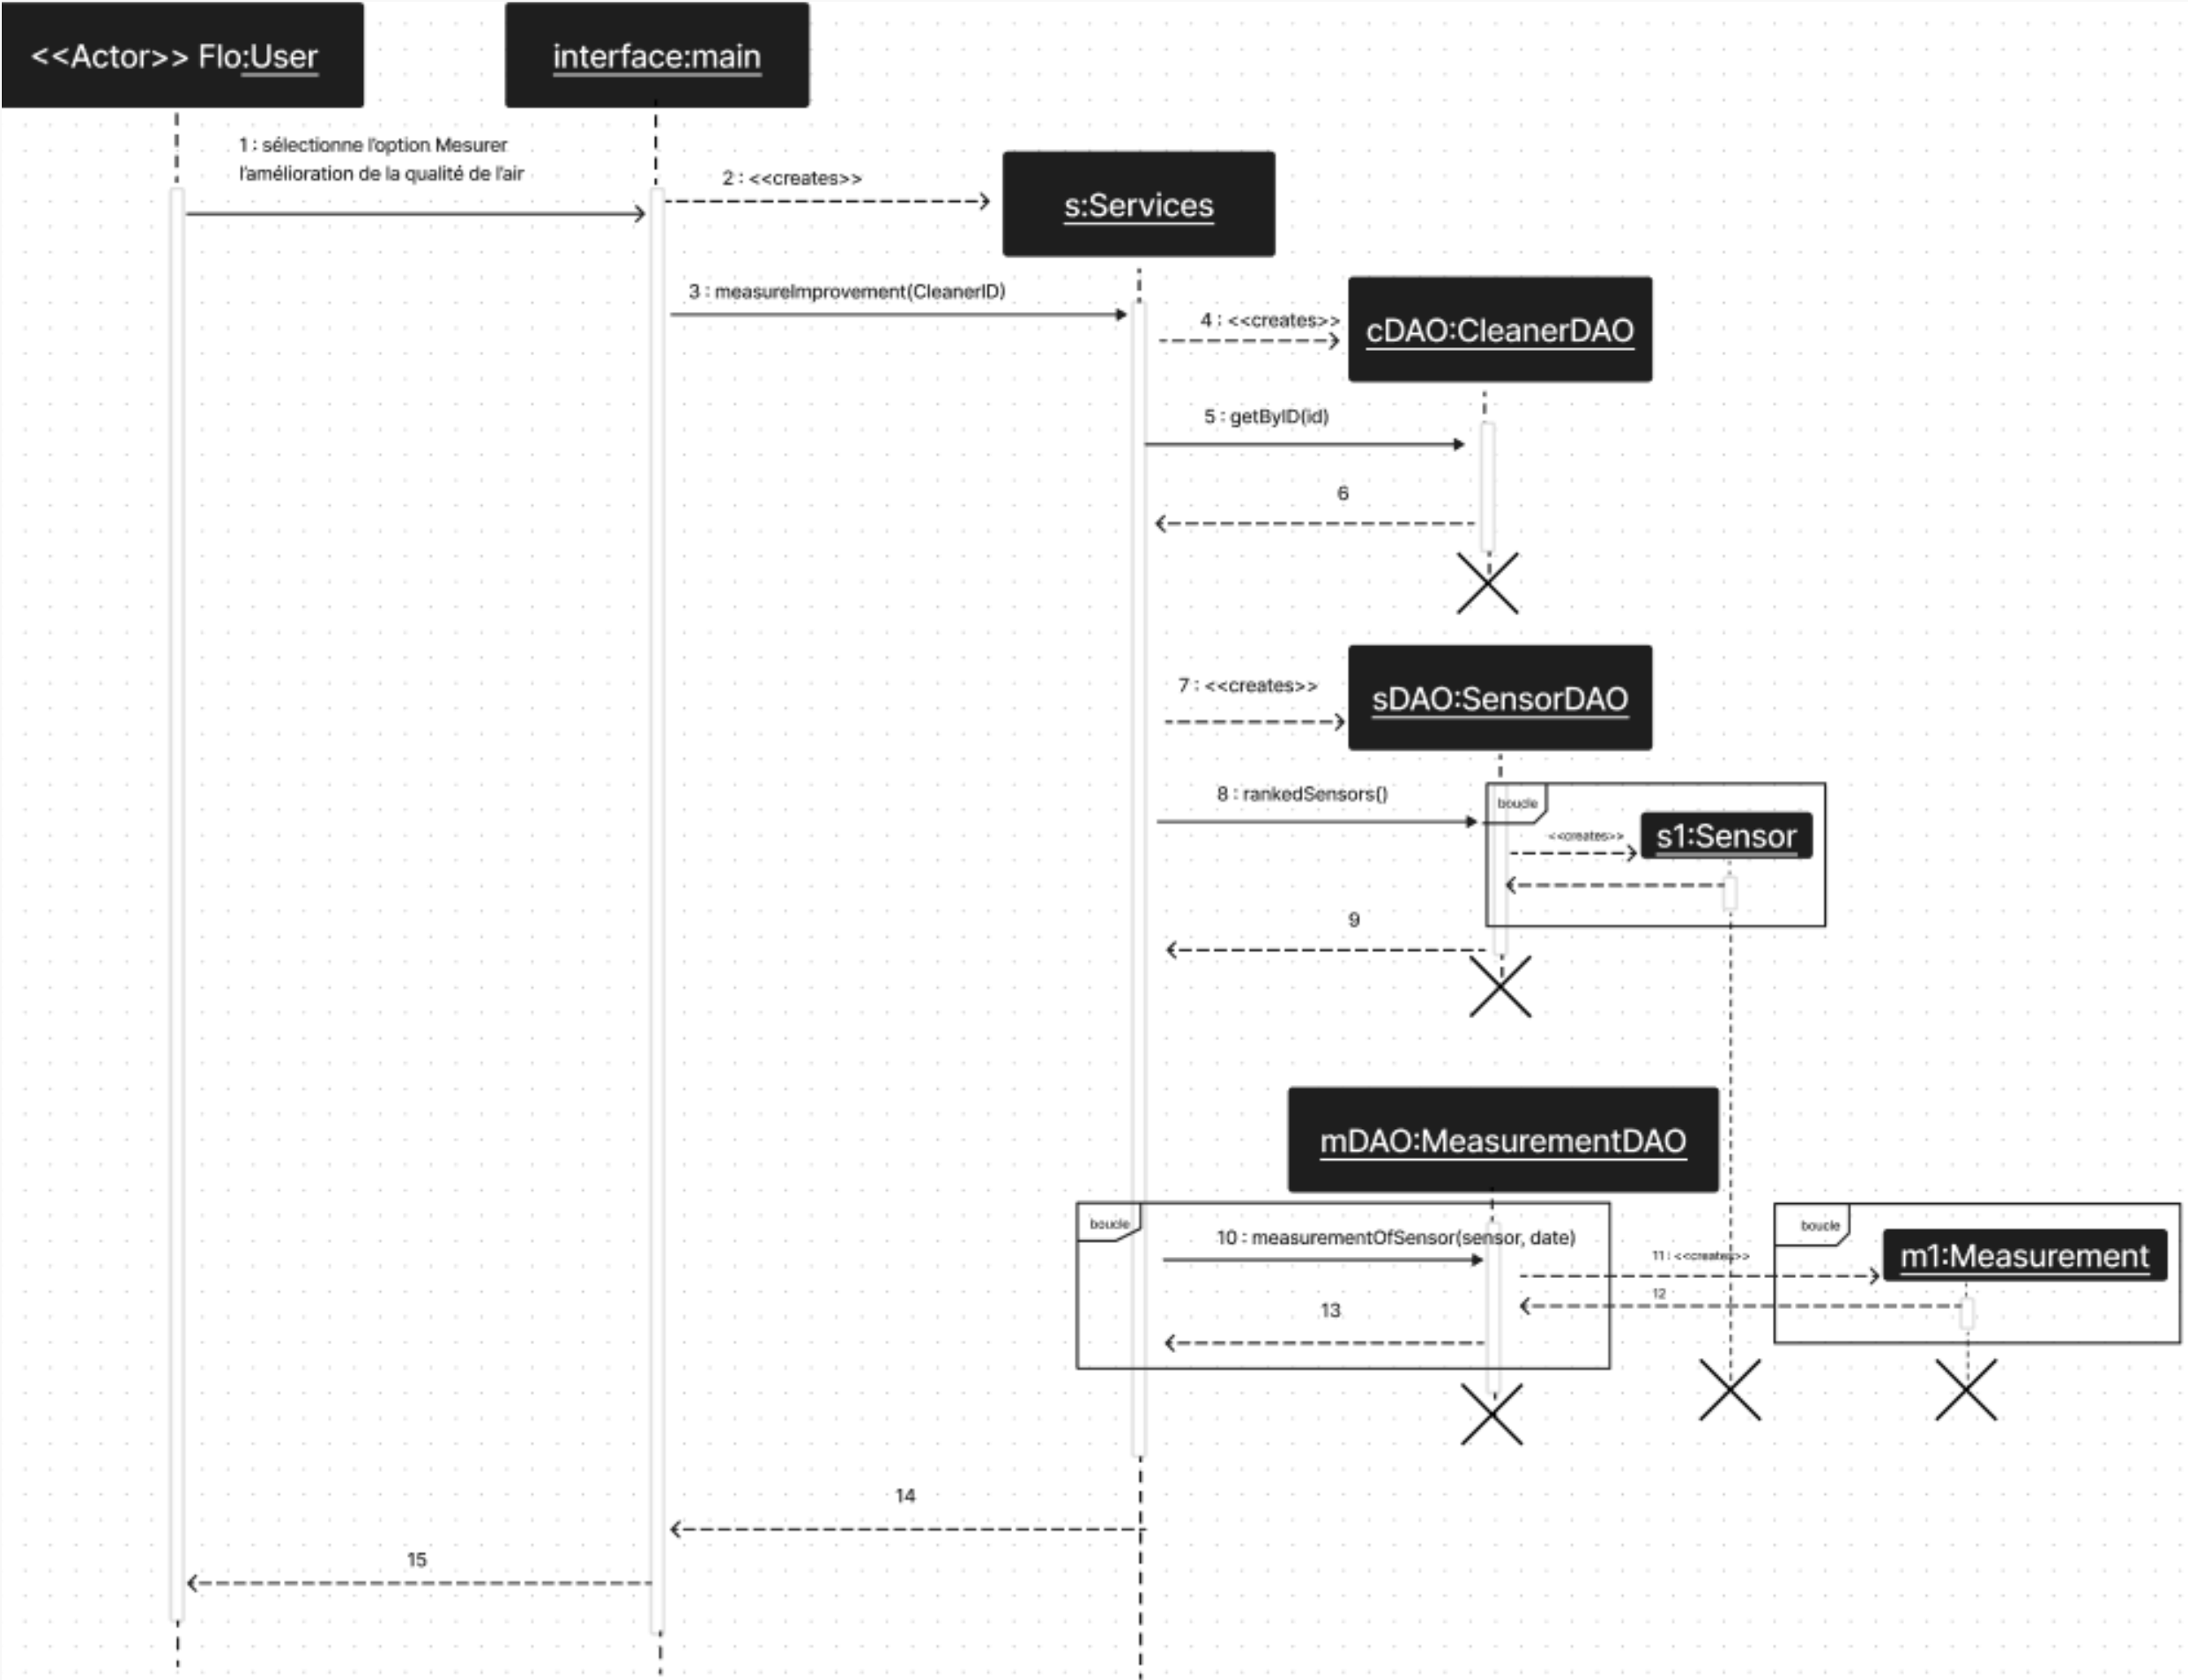 <<Actor>> Flo:User
interface:main
1 : sélectionne l'option Mesurer
l'amélioration de la qualité de l'air
2 : <<creates>>
s:Services
3 : measureImprovement(CleanerID)
4 : <<creates>>
cDAO:CleanerDAO
5 : getByID(id)
6
7 : <<creates>>
sDAO:SensorDAO
8 : rankedSensors()
boucle
<<creates>>
s1:Sensor
9
mDAO:MeasurementDAO
boucle
10 : measurementOfSensor(sensor, date)
11 : <<creates>>
boucle
m1:Measurement
12
13
14
15